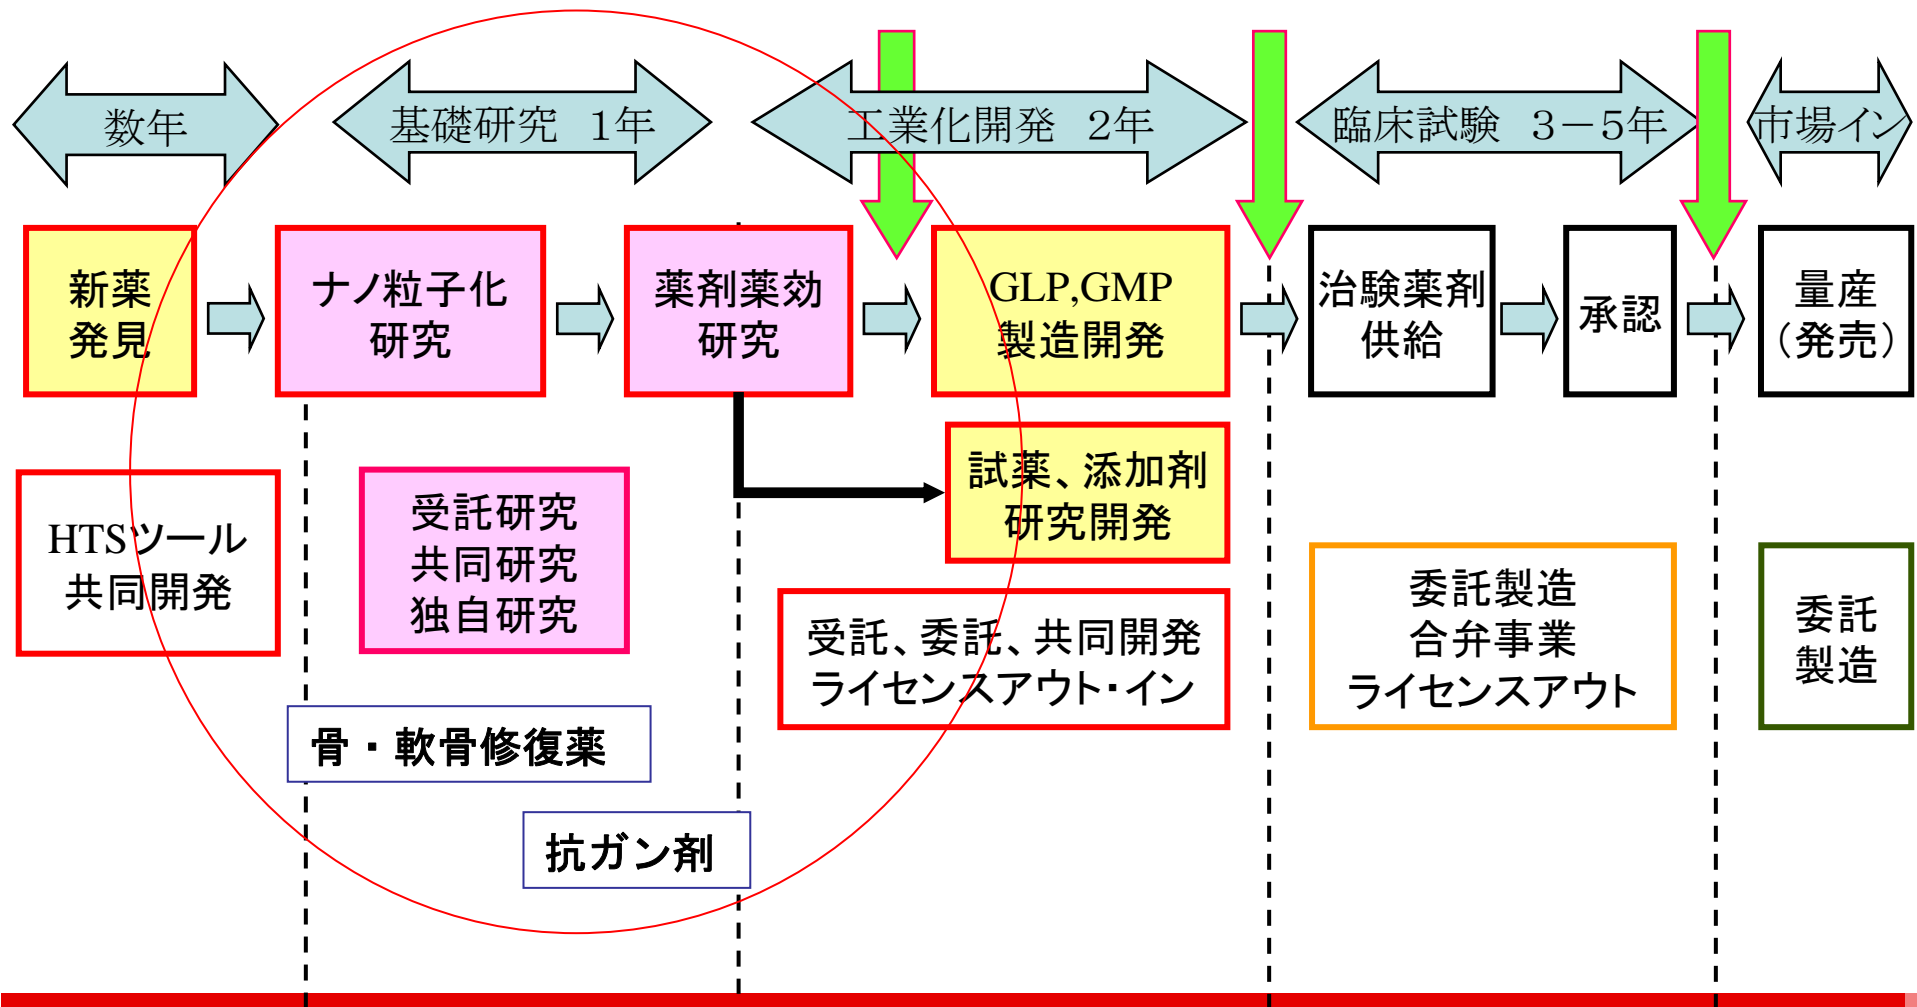 数年
基礎研究　1年
工業化開発　2年
臨床試験　3－5年
市場イン
新薬
発見
ナノ粒子化
研究
薬剤薬効
研究
GLP,GMP
製造開発
治験薬剤
供給
承認
量産
（発売）
試薬、添加剤
研究開発
HTSツール
共同開発
受託研究
共同研究
独自研究
受託、委託、共同開発
ライセンスアウト・イン
委託製造
合弁事業
ライセンスアウト
委託
製造
骨・軟骨修復薬
抗ガン剤